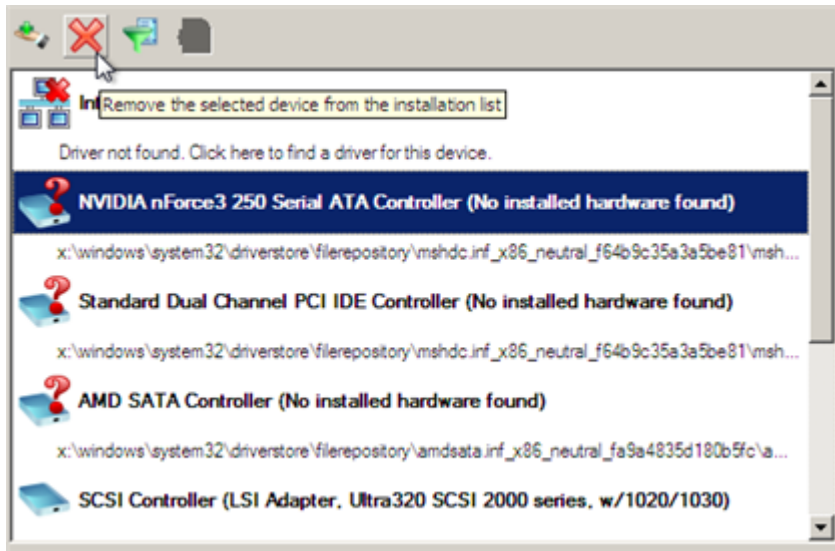 Int
Remove the selected device from the installation list
Driver not found. Click here to find a driver for this device.
NVIDIA nForce3 250 Serial ATA Controller (No installed hardware found)
x:\windows\system32\driverstore\filerepository\mshdc.inf_x86_neutral_f64b9c35a3a5be81\msh...
Standard Dual Channel PCI IDE Controller (No installed hardware found)
x:\windows\system32\driverstore\filerepository\mshdc.inf_x86_neutral_f64b9c35a3a5be81\msh...
AMD SATA Controller (No installed hardware found)
x:\windows\system32\driverstore\filerepository\amdsata.inf_x86_neutral_fa9a4835d180b5fc\a...
SCSI Controller (LSI Adapter, Ultra320 SCSI 2000 series, w/1020/1030)